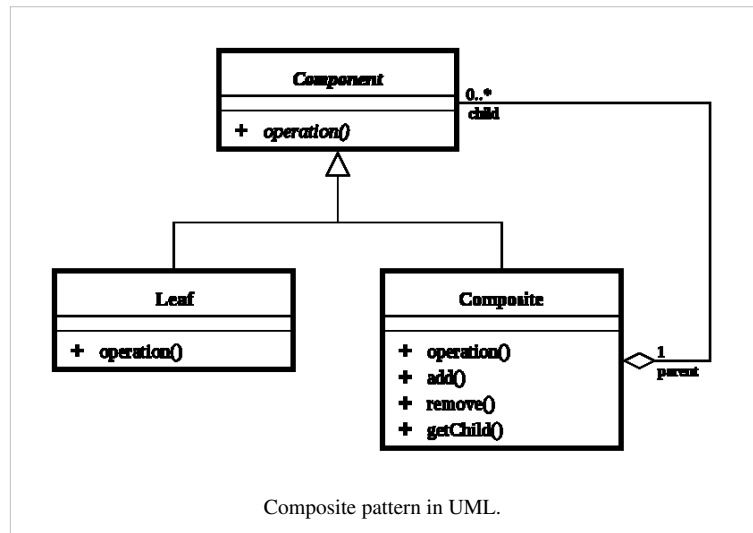 Component
+ operation()
0..*
child
Leaf
+ operation()
Composite
+ operation()
+ add()
+ remove()
+ getChild()
1
parent
Composite pattern in UML.